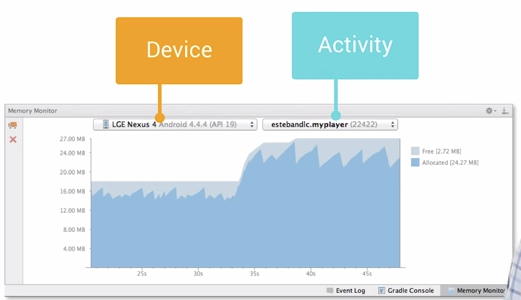 Device
Activity
Memory Monitor
LGE Nexus 4 Android 4.4.4 (API 19)
estebandlc.myplayer (22422)
27.00 MB
24.00 MB
20.00 MB
16.00 MB
12.00 MB
8.00 MB
4.00 MB
Free [2.72 MB]
Allocated [24.27 MB]
25s
30s
35s
40s
45s
Event Log
Gradle Console
Memory Monitor